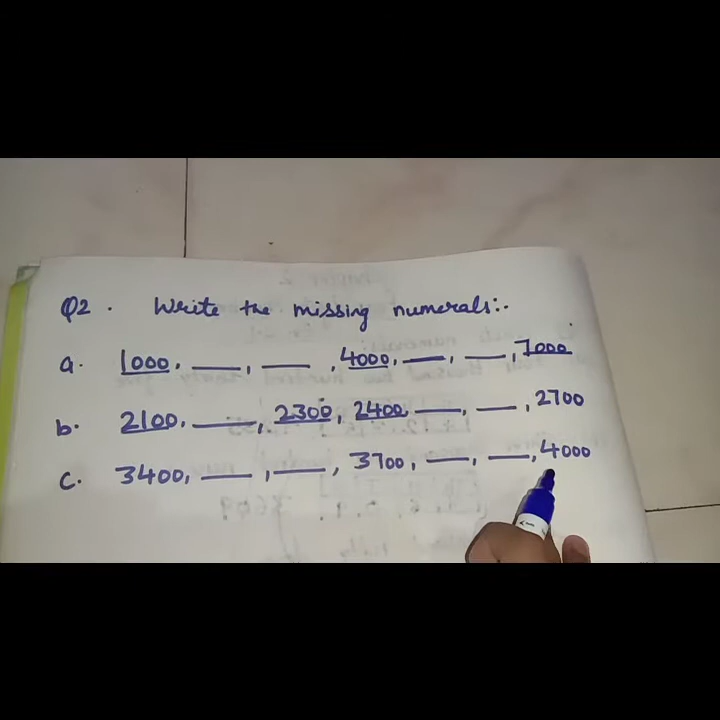 Q2. Write the missing numerals:-
a. 1000, ___, ___, 4000, ___, ___, 7000
b. 2100, ___, 2300, 2400, ___, ___, 2700
c. 3400, ___, ___, 3700, ___, ___, 4000